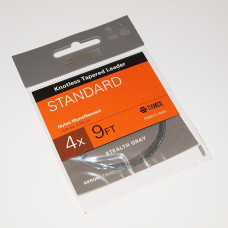 Knotless Tapered Leader
STANDARD
TIEMCO
Nylon Monofilament
4X 9FT
STEALTH GRAY